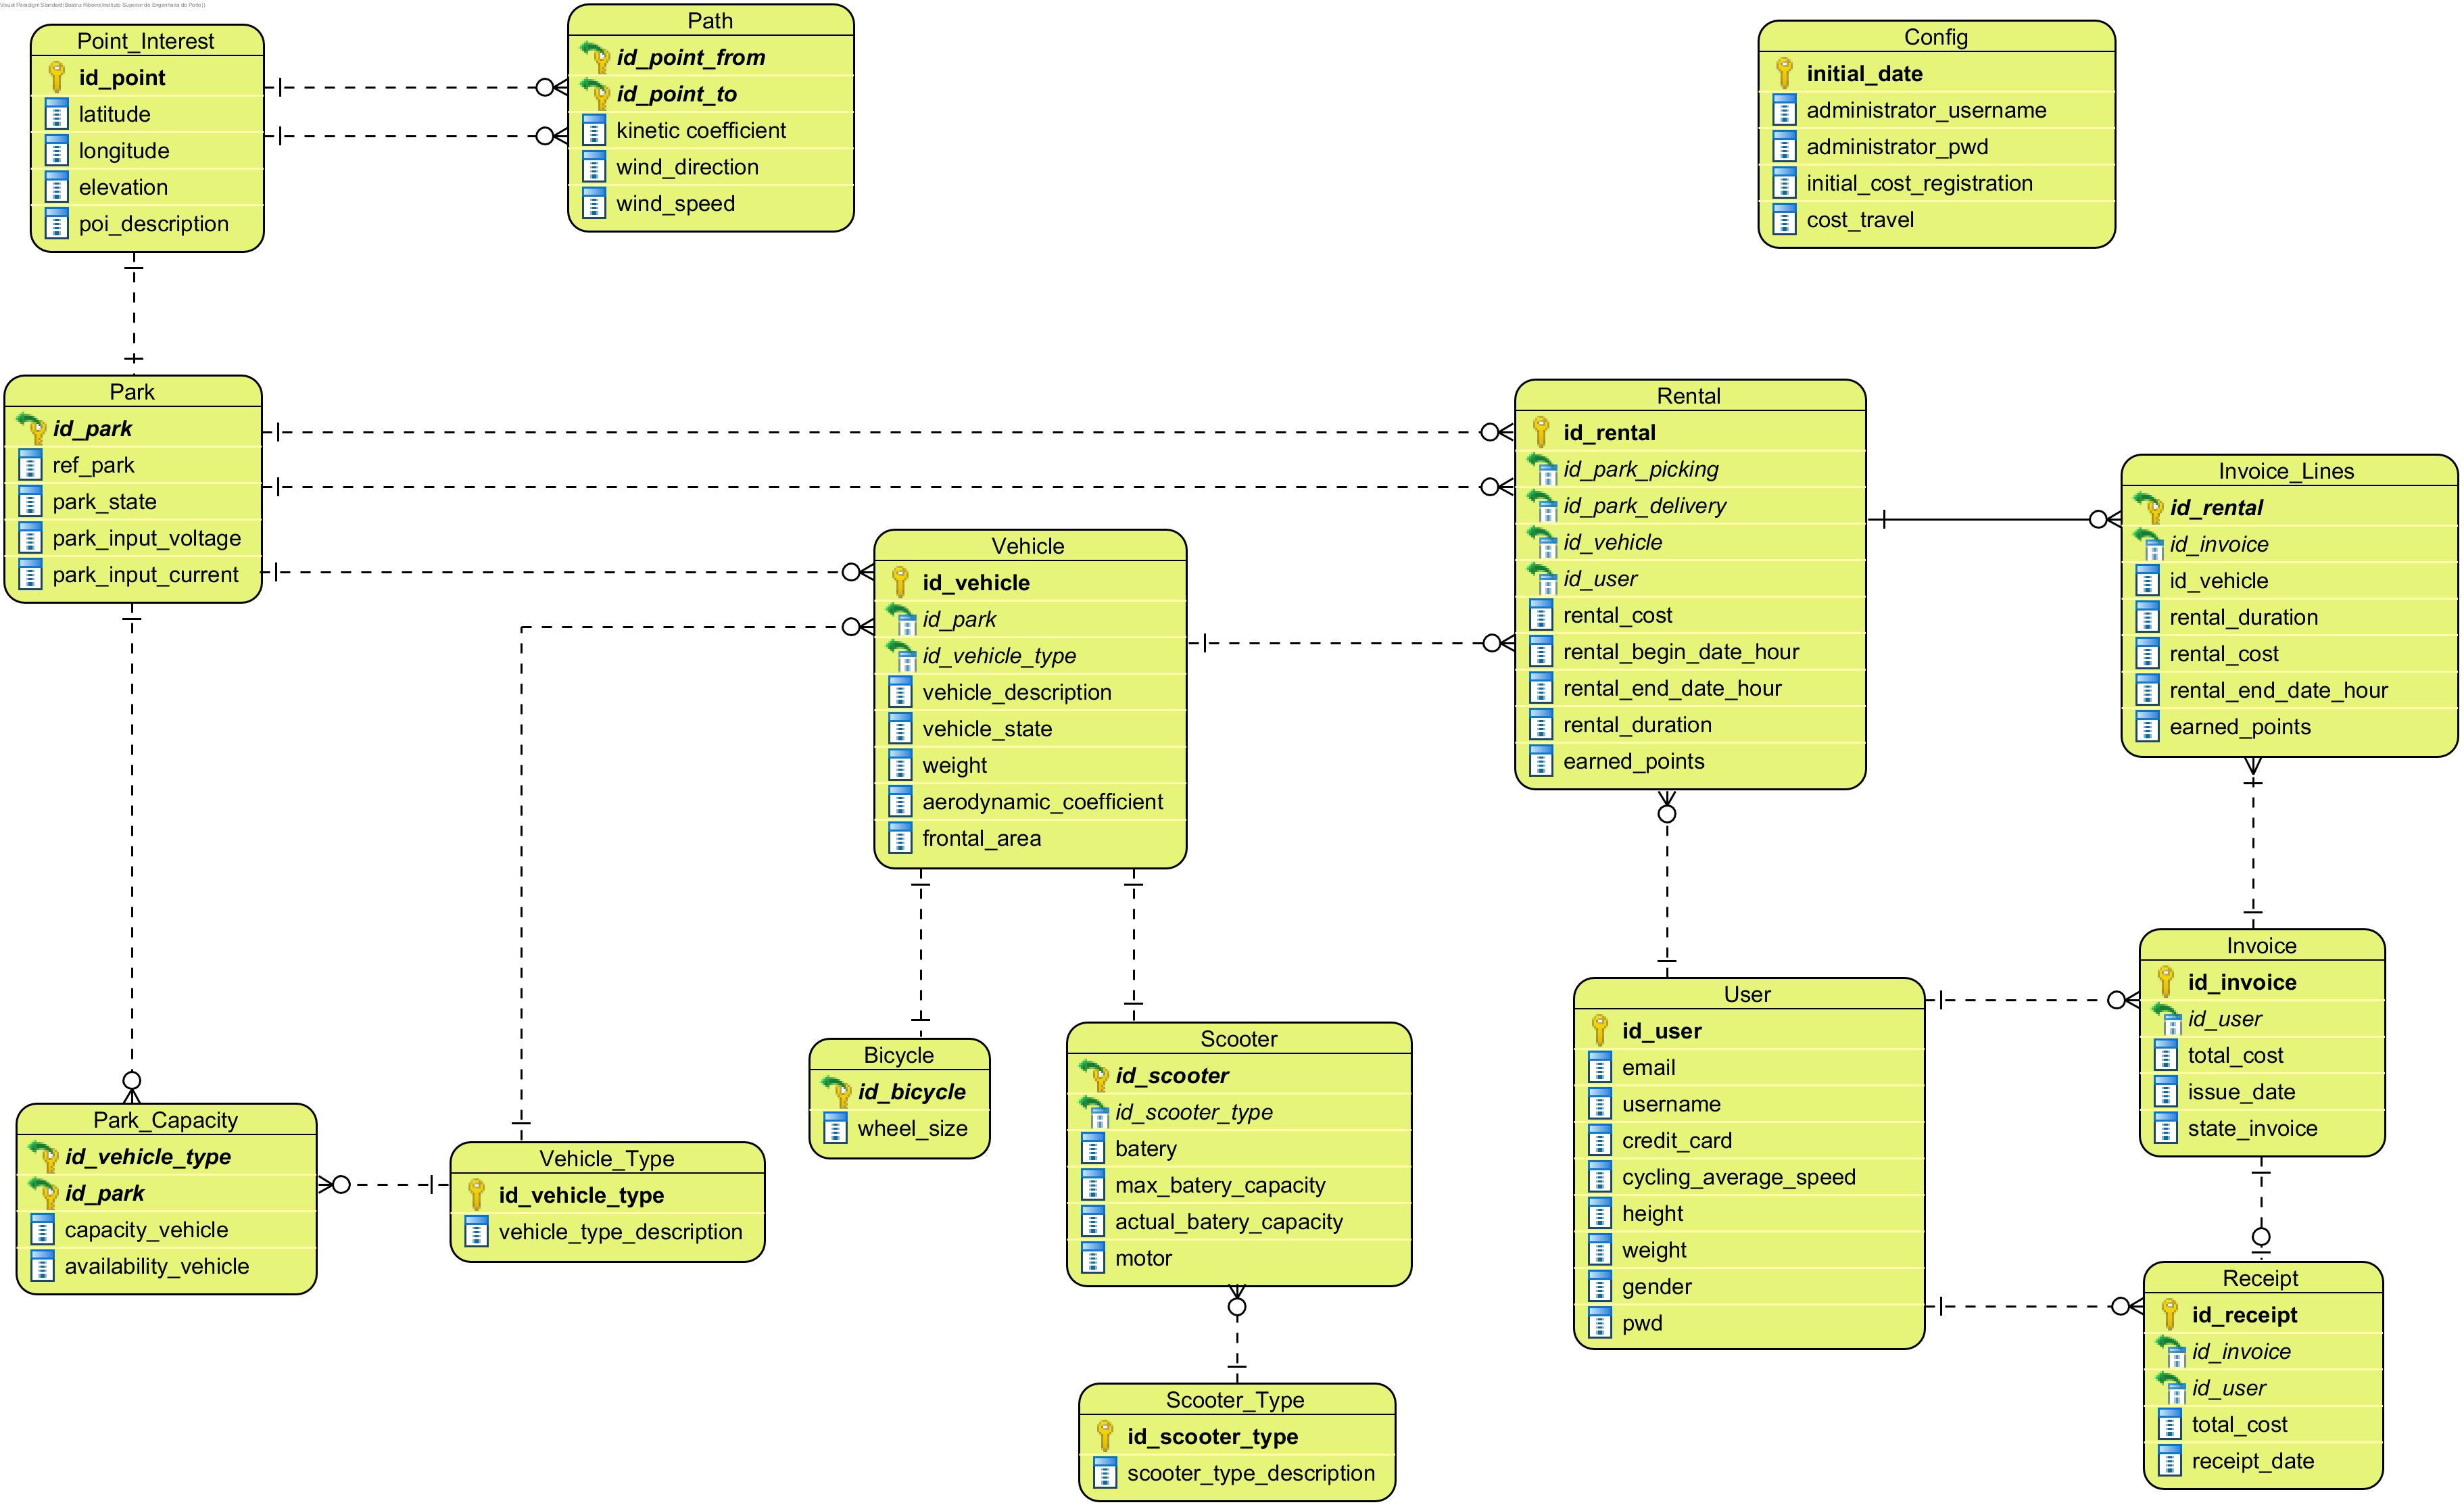 Visual Paradigm Standard(Beatriz Ribeiro(Instituto Superior de Engenharia do Porto))
Point_Interest
id_point
latitude
longitude
elevation
poi_description
Path
id_point_from
id_point_to
kinetic coefficient
wind_direction
wind_speed
Config
initial_date
administrator_username
administrator_pwd
initial_cost_registration
cost_travel
Park
id_park
ref_park
park_state
park_input_voltage
park_input_current
Rental
id_rental
id_park_picking
id_park_delivery
id_vehicle
id_user
rental_cost
rental_begin_date_hour
rental_end_date_hour
rental_duration
earned_points
Invoice_Lines
id_rental
id_invoice
id_vehicle
rental_duration
rental_cost
rental_end_date_hour
earned_points
Vehicle
id_vehicle
id_park
id_vehicle_type
vehicle_description
vehicle_state
weight
aerodynamic_coefficient
frontal_area
Invoice
id_invoice
id_user
total_cost
issue_date
state_invoice
User
id_user
email
username
credit_card
cycling_average_speed
height
weight
gender
pwd
Scooter
id_scooter
id_scooter_type
batery
max_batery_capacity
actual_batery_capacity
motor
Bicycle
id_bicycle
wheel_size
Park_Capacity
id_vehicle_type
id_park
capacity_vehicle
availability_vehicle
Vehicle_Type
id_vehicle_type
vehicle_type_description
Receipt
id_receipt
id_invoice
id_user
total_cost
receipt_date
Scooter_Type
id_scooter_type
scooter_type_description